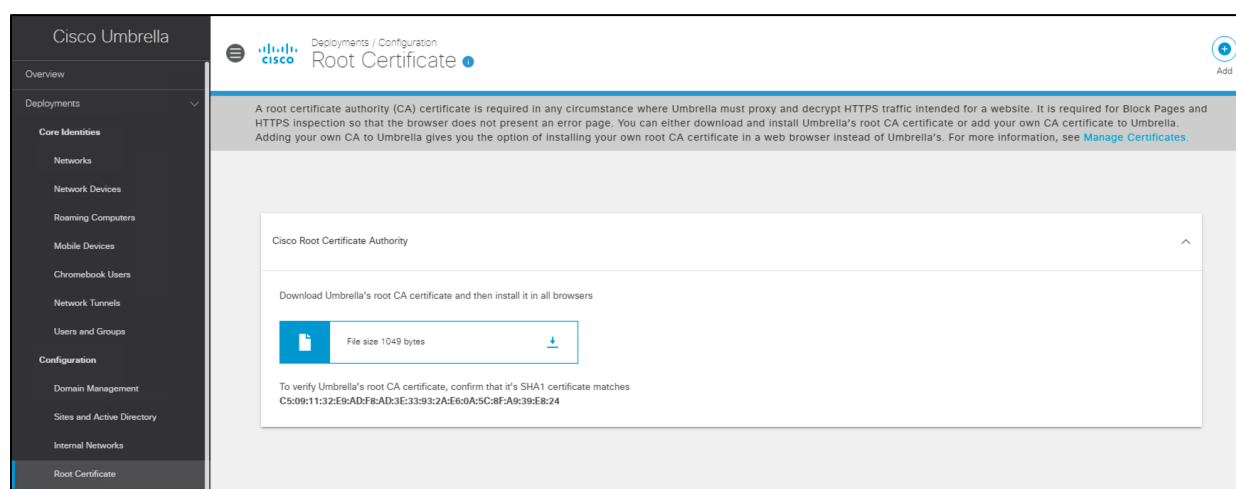 Cisco Umbrella
Overview
Deployments
Core Identities
Networks
Network Devices
Roaming Computers
Mobile Devices
Chromebook Users
Network Tunnels
Users and Groups
Configuration
Domain Management
Sites and Active Directory
Internal Networks
Root Certificate
CISCO
Deployments / Configuration
Root Certificate
Add
A root certificate authority (CA) certificate is required in any circumstance where Umbrella must proxy and decrypt HTTPS traffic intended for a website. It is required for Block Pages and
HTTPS inspection so that the browser does not present an error page. You can either download and install Umbrella's root CA certificate or add your own CA certificate to Umbrella.
Adding your own CA to Umbrella gives you the option of installing your own root CA certificate in a web browser instead of Umbrella's. For more information, see Manage Certificates.
Cisco Root Certificate Authority
Download Umbrella's root CA certificate and then install it in all browsers
File size 1049 bytes
To verify Umbrella's root CA certificate, confirm that it's SHA1 certificate matches
C5:09:11:32:E9:AD:F8:AD:3E:33:93:2A:E6:0A:5C:8F:A9:39:E8:24